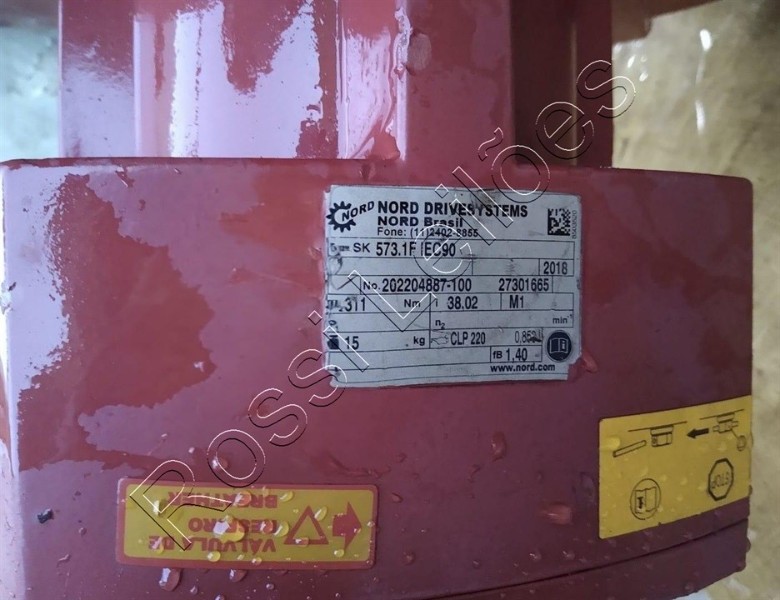 NORD
NORD DRIVESYSTEMS
NORD Brasil
Fone: (11)2402-8855
SK 573.1F IEC90
2016
No. 202204887-100 27301665
311 Nm i 38.02 M1
n2 min-1
15 kg CLP 220
fB 1,40
www.nord.com
STOP
VÁLVULA DE
RESPIRO
BREATHER
Rossi Leilões